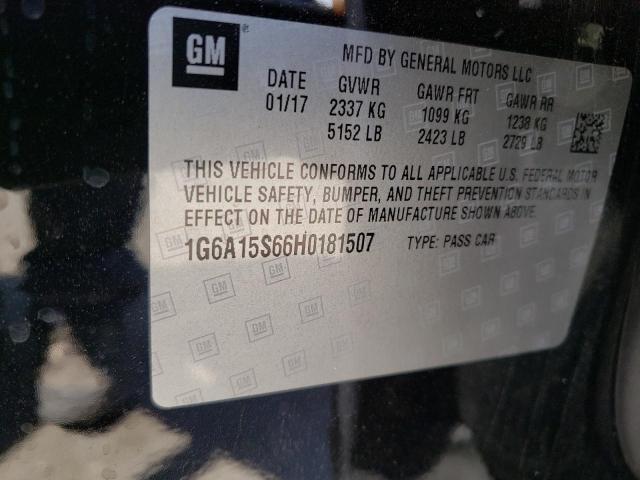 GM
MFD BY GENERAL MOTORS LLC
DATE GVWR GAWR FRT GAWR RR
01/17 2337 KG 1099 KG 1238 KG
5152 LB 2423 LB 2729 LB
THIS VEHICLE CONFORMS TO ALL APPLICABLE U.S. FEDERAL MOTOR
VEHICLE SAFETY, BUMPER, AND THEFT PREVENTION STANDARDS IN
EFFECT ON THE DATE OF MANUFACTURE SHOWN ABOVE.
1G6A15S66H0181507 TYPE: PASS CAR